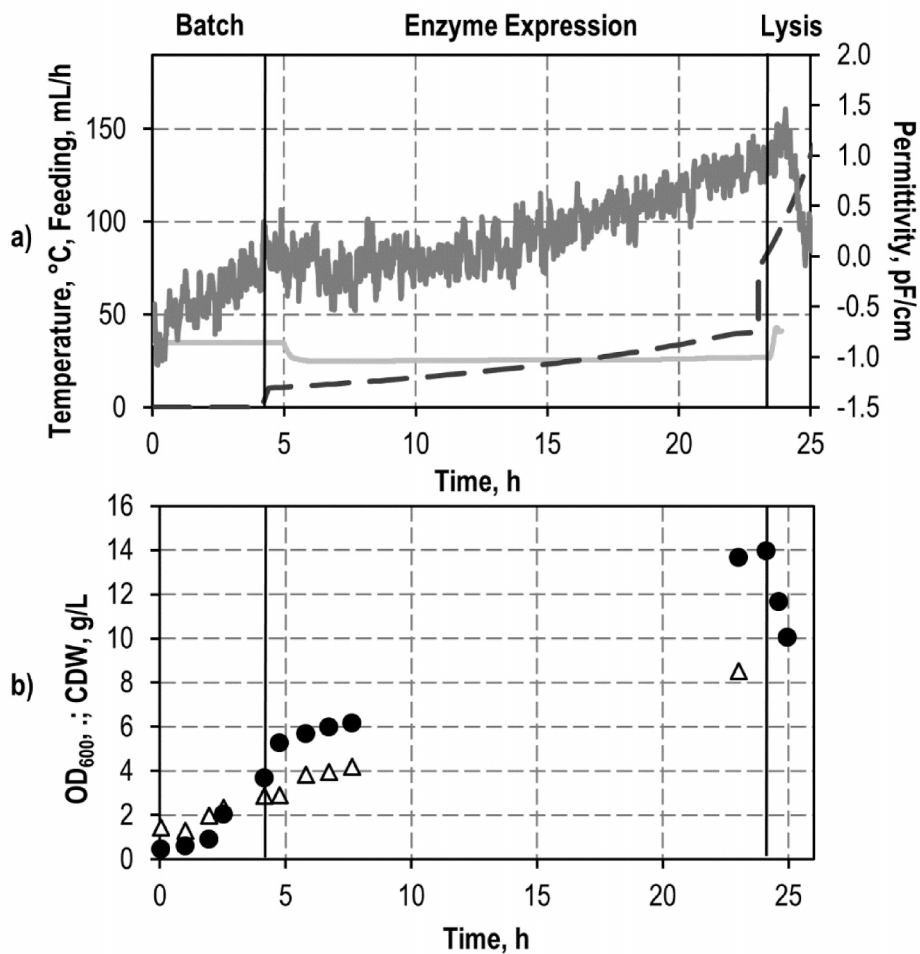 Batch Enzyme Expression Lysis
a)
Temperature, °C, Feeding, mL/h
150
100
50
0
2.0
1.5
1.0
0.5
0.0
-0.5
-1.0
-1.5
Permittivity, pF/cm
0 5 10 15 20 25
Time, h
b)
OD600, .; CDW, g/L
16
14
12
10
8
6
4
2
0
0 5 10 15 20 25
Time, h